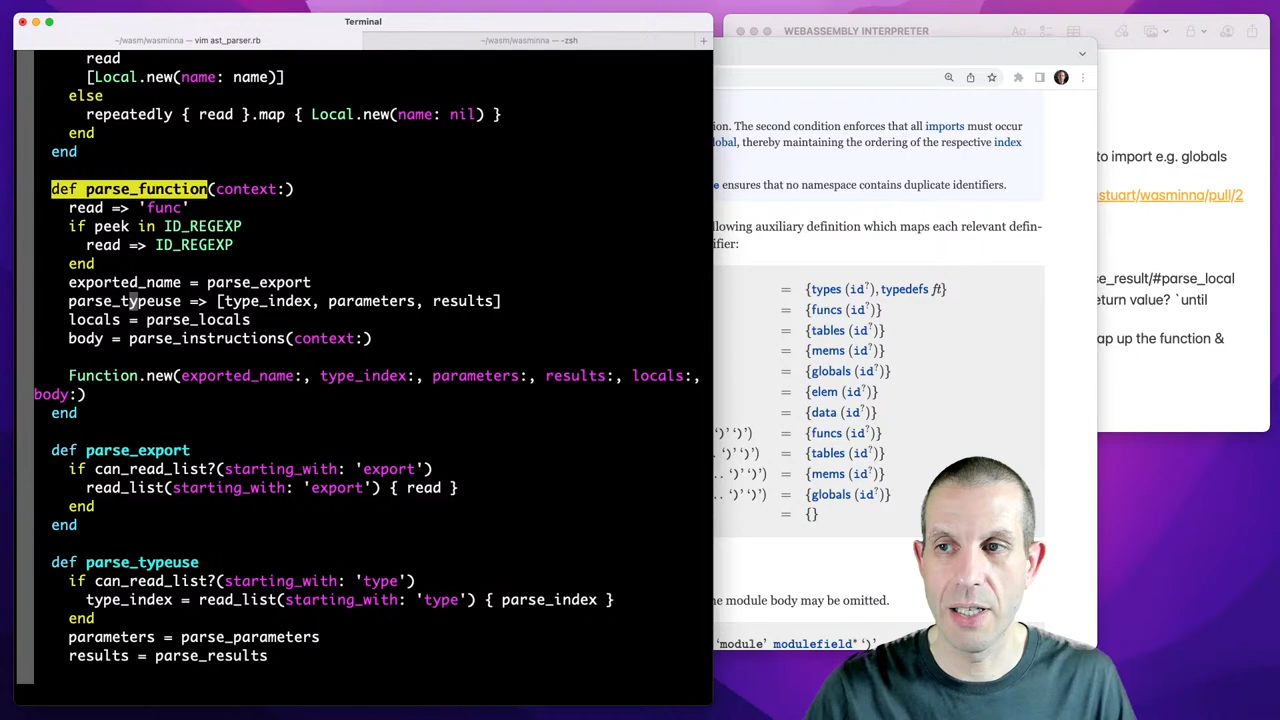 Terminal
~/wasm/wasminna — vim ast_parser.rb
~/wasm/wasminna — -zsh
+
read
[Local.new(name: name)]
else
repeatedly { read }.map { Local.new(name: nil) }
end
end
def parse_function(context:)
read => 'func'
if peek in ID_REGEXP
read => ID_REGEXP
end
exported_name = parse_export
parse_typeuse => [type_index, parameters, results]
locals = parse_locals
body = parse_instructions(context:)
Function.new(exported_name:, type_index:, parameters:, results:, locals:,
body:)
end
def parse_export
if can_read_list?(starting_with: 'export')
read_list(starting_with: 'export') { read }
end
end
def parse_typeuse
if can_read_list?(starting_with: 'type')
type_index = read_list(starting_with: 'type') { parse_index }
end
parameters = parse_parameters
results = parse_results
WEBASSEMBLY INTERPRETER
Aa
ion. The second condition enforces that all imports must occur
lobal, thereby maintaining the ordering of the respective index
e ensures that no namespace contains duplicate identifiers.
llowing auxiliary definition which maps each relevant defin-
ifier:
= {types (id?), typedefs ft}
= {funcs (id?)}
= {tables (id?)}
= {mems (id?)}
= {globals (id?)}
= {elem (id?)}
= {data (id?)}
')' ')') = {funcs (id?)}
.. ')' ')') = {tables (id?)}
.. ')' ')') = {mems (id?)}
.. ')' ')') = {globals (id?)}
= {}
ne module body may be omitted.
'module' modulefield* ')'
to import e.g. globals
nstuart/wasminna/pull/2
se_result/#parse_local
eturn value? `until
ap up the function &